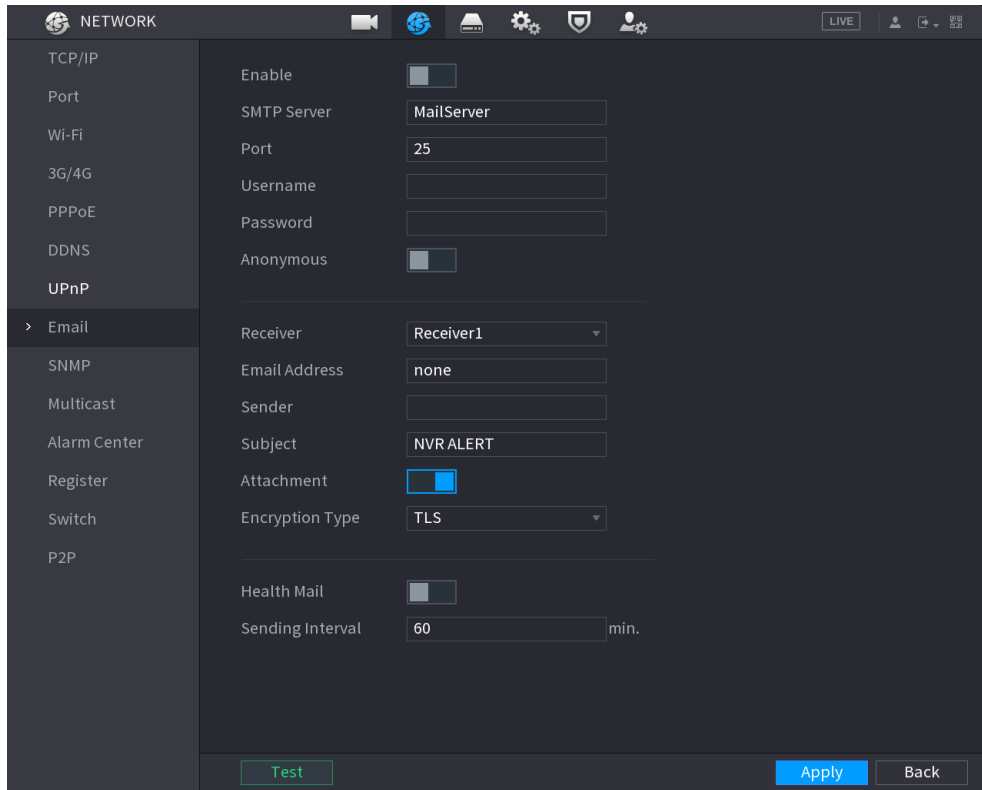 NETWORK
LIVE
TCP/IP
Port
Wi-Fi
3G/4G
PPPoE
DDNS
UPnP
Email
SNMP
Multicast
Alarm Center
Register
Switch
P2P
Enable
SMTP Server MailServer
Port 25
Username
Password
Anonymous
Receiver Receiver1
Email Address none
Sender
Subject NVR ALERT
Attachment
Encryption Type TLS
Health Mail
Sending Interval 60 min.
Test Apply Back